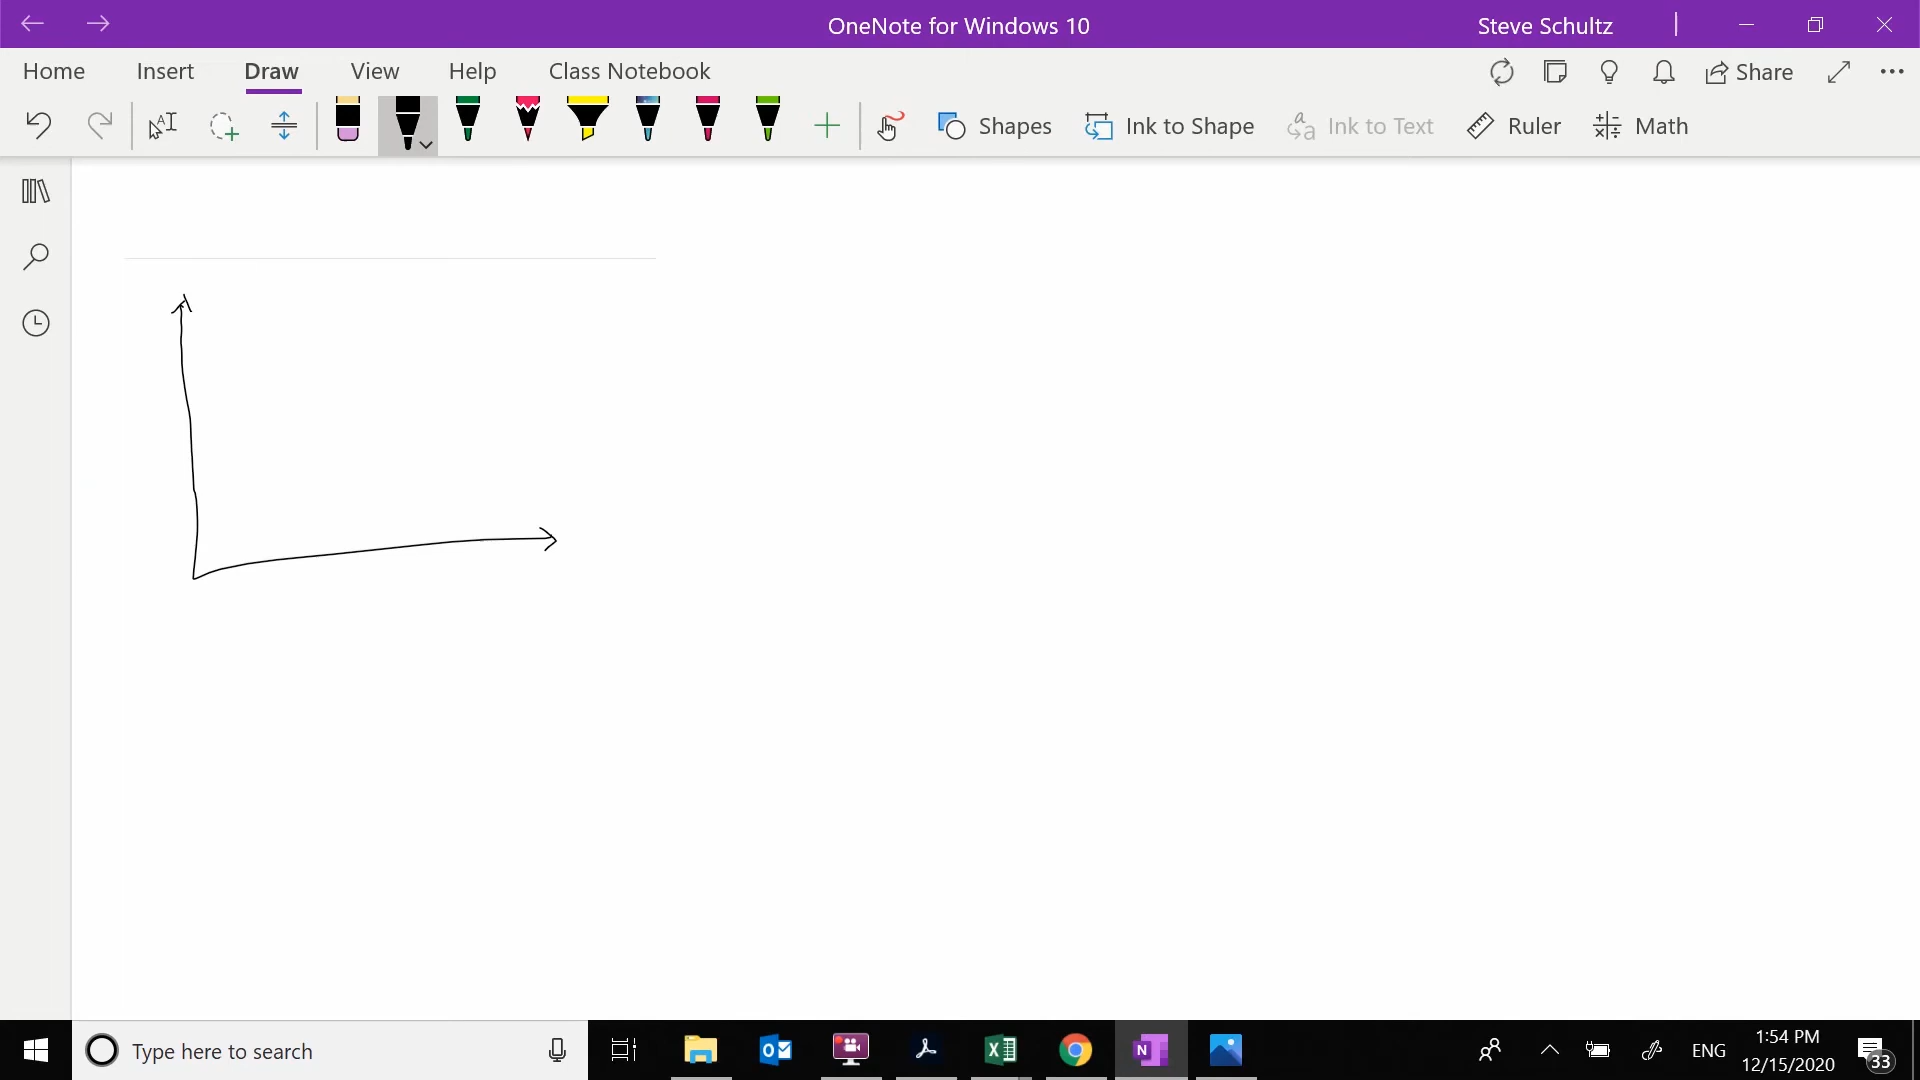 OneNote for Windows 10
Steve Schultz
Home Insert Draw View Help Class Notebook
Share
Shapes Ink to Shape Ink to Text Ruler Math
Type here to search
ENG
1:54 PM
12/15/2020
33